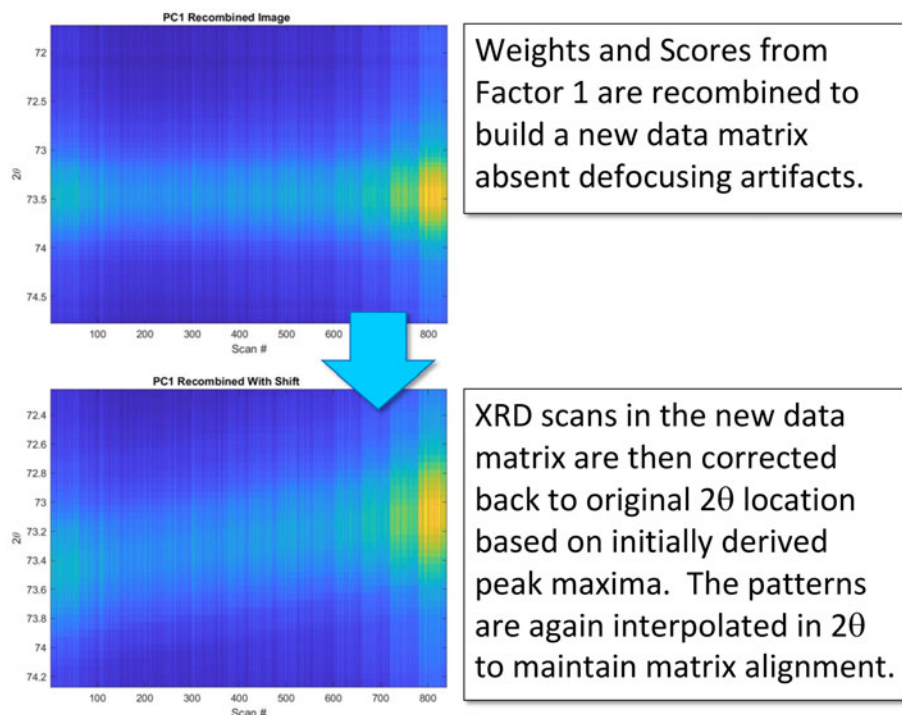 PC1 Recombined Image
72
72.5
73
73.5
74
74.5
2θ
100 200 300 400 500 600 800
Scan #
Weights and Scores from
Factor 1 are recombined to
build a new data matrix
absent defocusing artifacts.
PC1 Recombined With Shift
72.4
72.6
72.8
73
73.2
73.4
73.6
73.8
74
74.2
2θ
100 200 300 400 500 600 700 800
Scan #
XRD scans in the new data
matrix are then corrected
back to original 2θ location
based on initially derived
peak maxima. The patterns
are again interpolated in 2θ
to maintain matrix alignment.